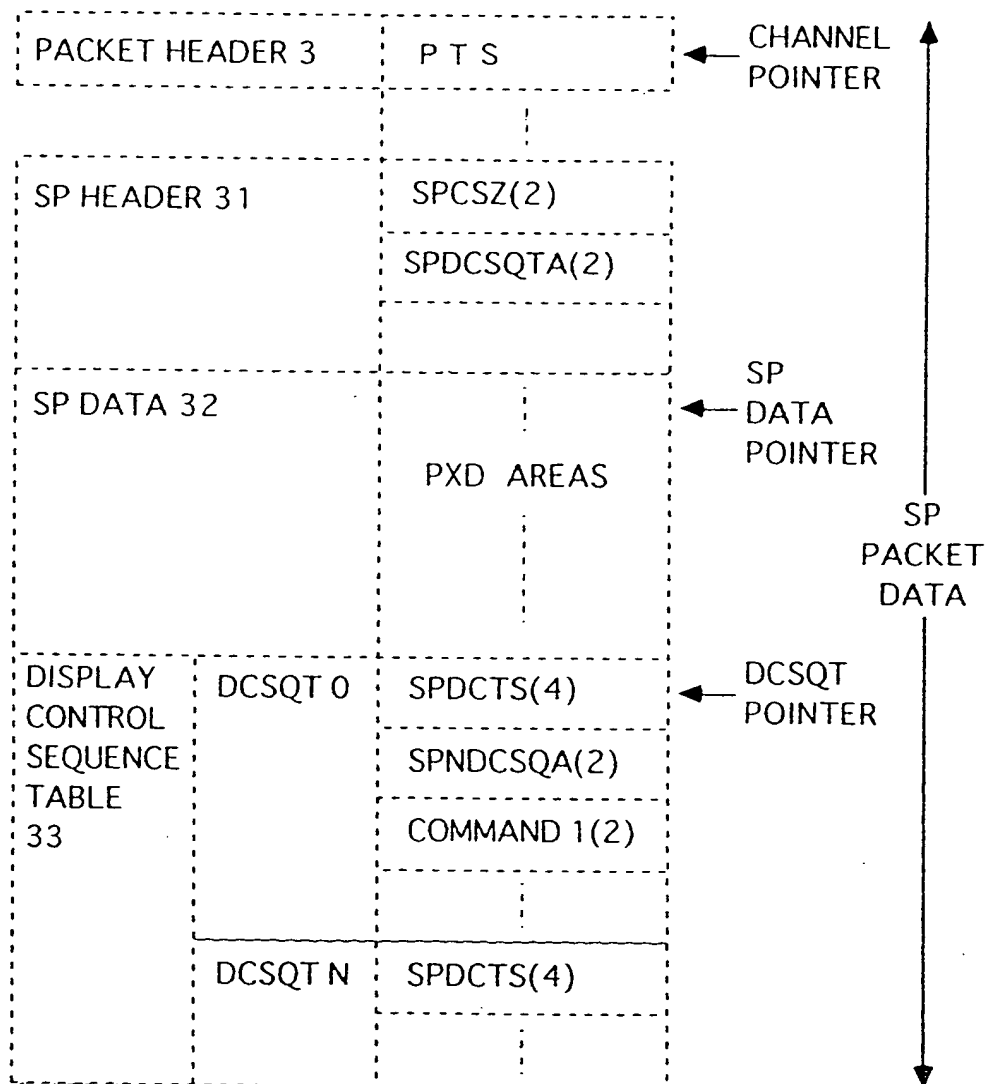 PACKET HEADER 3
P T S
CHANNEL
POINTER
SP HEADER 31
SPCSZ(2)
SPDCSQTA(2)
SP DATA 32
PXD AREAS
SP
DATA
POINTER
SP
PACKET
DATA
DISPLAY
CONTROL
SEQUENCE
TABLE
33
DCSQT 0
SPDCTS(4)
SPNDCSQA(2)
COMMAND 1(2)
DCSQT
POINTER
DCSQT N
SPDCTS(4)